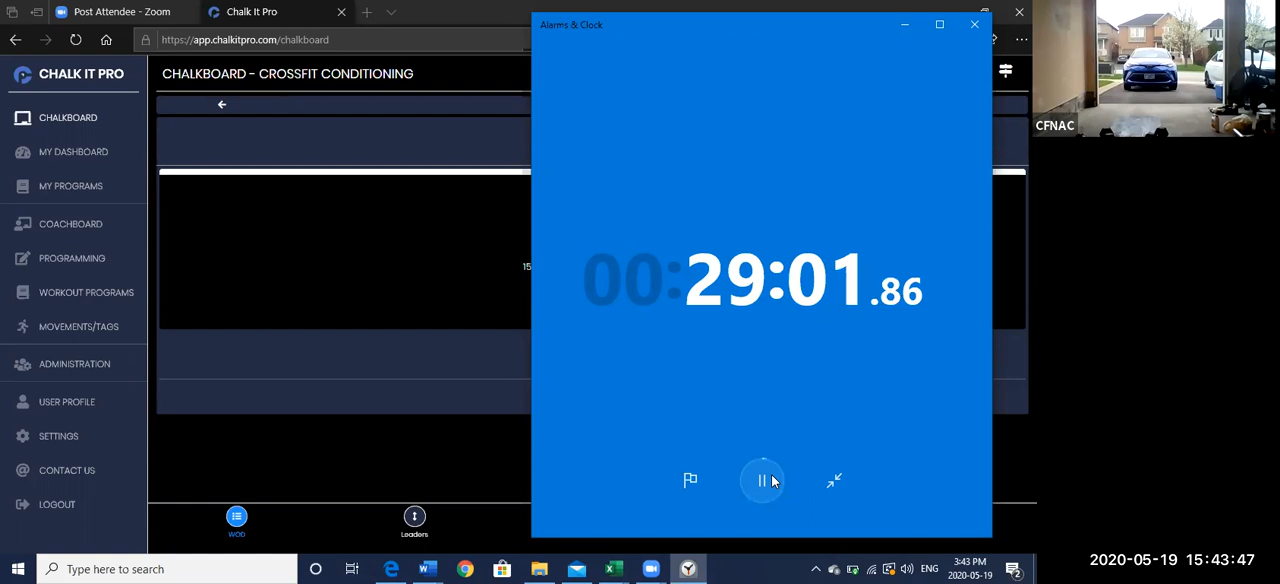 Post Attendee - Zoom
Chalk It Pro
Alarms & Clock
https://app.chalkitpro.com/chalkboard
CHALK IT PRO
CHALKBOARD - CROSSFIT CONDITIONING
CHALKBOARD
MY DASHBOARD
MY PROGRAMS
COACHBOARD
PROGRAMMING
WORKOUT PROGRAMS
MOVEMENTS/TAGS
ADMINISTRATION
USER PROFILE
SETTINGS
CONTACT US
LOGOUT
15
00:29:01.86
WOD
Leaders
CFNAC
Type here to search
ENG
3:43 PM
2020-05-19
2
2020-05-19 15:43:47